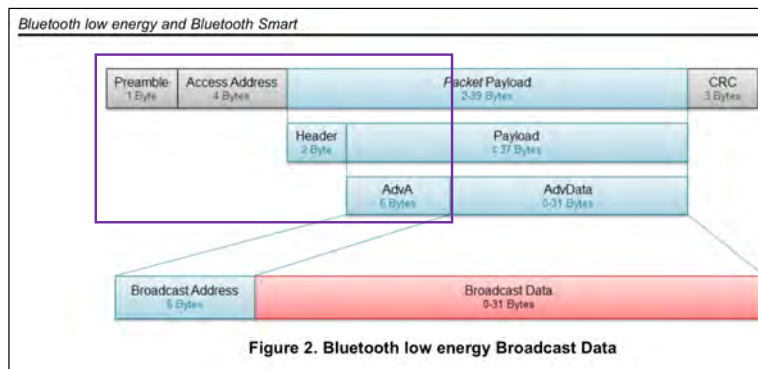 Bluetooth low energy and Bluetooth Smart
Preamble Access Address Packet Payload CRC
1 Byte 4 Bytes 2-39 Bytes 3 Bytes
Header Payload
2 Byte ≤ 37 Bytes
AdvA AdvData
6 Bytes 0-31 Bytes
Broadcast Address Broadcast Data
6 Bytes 0-31 Bytes
Figure 2. Bluetooth low energy Broadcast Data